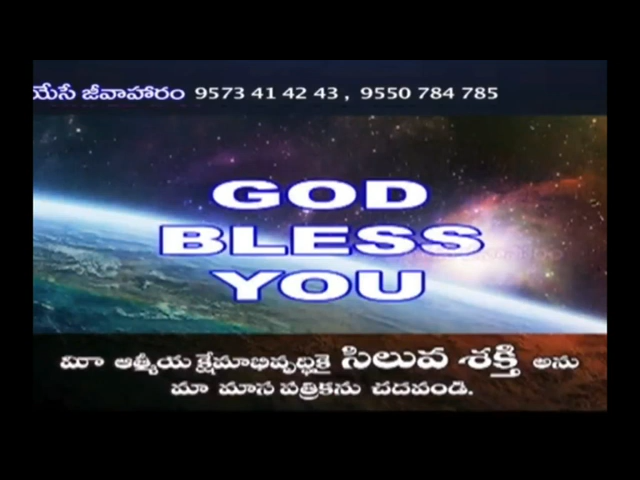 యేసే జీవాహారం 9573 41 42 43 , 9550 784 785
GOD
BLESS
YOU
మీ ఆత్మీయ క్షేమాభివృద్ధికై సిలువ శక్తి అను
మా మాస పత్రికను చదవండి.